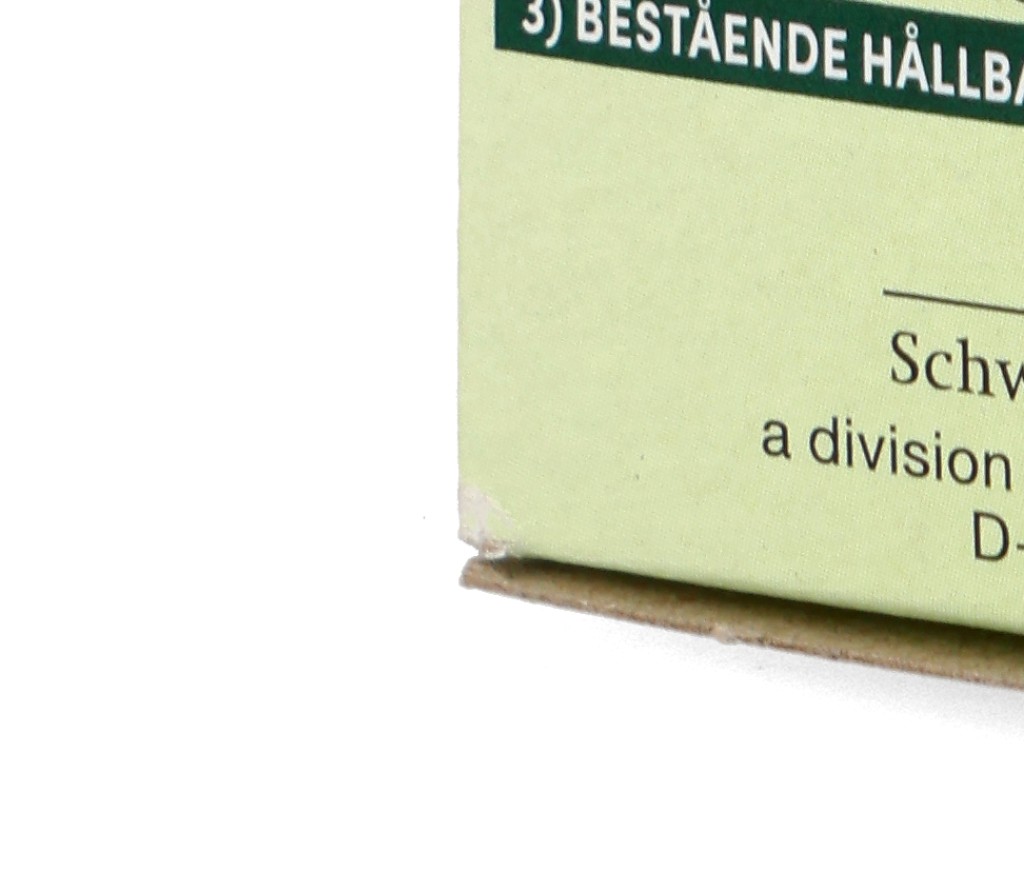 3) BESTÅENDE HÅLLBA
Schw
a division
D-